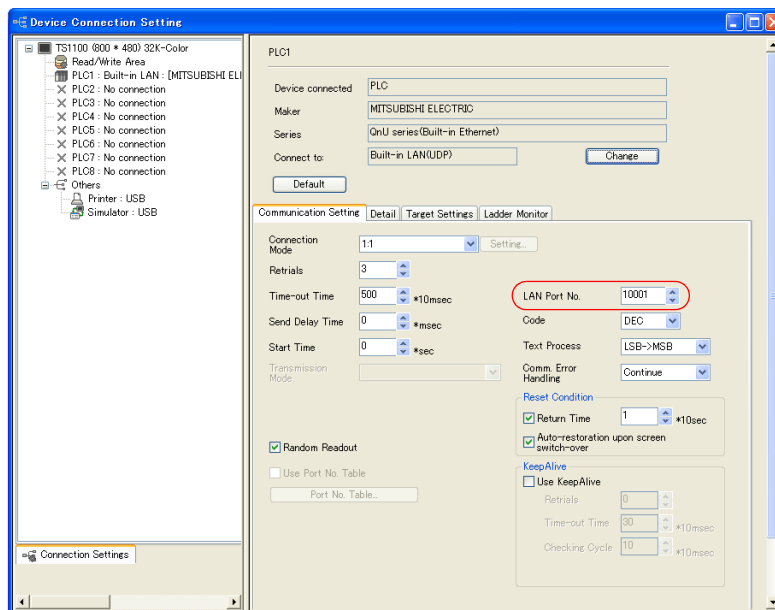 Device Connection Setting
TS1100 (800 * 480) 32K-Color
Read/Write Area
PLC1 : Built-in LAN : [MITSUBISHI EL
PLC2 : No connection
PLC3 : No connection
PLC4 : No connection
PLC5 : No connection
PLC6 : No connection
PLC7 : No connection
PLC8 : No connection
Others
Printer : USB
Simulator : USB
Connection Settings
PLC1
Device connected PLC
Maker MITSUBISHI ELECTRIC
Series QnU series(Built-in Ethernet)
Connect to: Built-in LAN(UDP) Change
Default
Communication Setting Detail Target Settings Ladder Monitor
Connection Mode 1:1 Setting...
Retrials 3
Time-out Time 500 *10msec
Send Delay Time 0 *msec
Start Time 0 *sec
Transmission Mode
Random Readout
Use Port No. Table
Port No. Table...
LAN Port No. 10001
Code DEC
Text Process LSB->MSB
Comm. Error Handling Continue
Reset Condition
Return Time 1 *10sec
Auto-restoration upon screen
switch-over
KeepAlive
Use KeepAlive
Retrials 0
Time-out Time 30 *10msec
Checking Cycle 10 *10msec